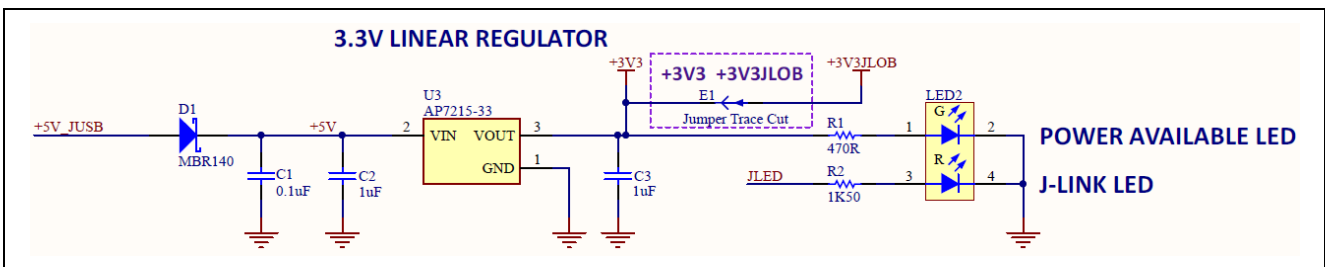 3.3V LINEAR REGULATOR
+3V3
+3V3 +3V3JLOB
+3V3JLOB
E1
Jumper Trace Cut
U3
AP7215-33
D1
+5V_JUSB
MBR140
+5V
2
VIN
VOUT
3
GND
1
C1
0.1uF
C2
1uF
C3
1uF
R1
470R
LED2
1
G
2
POWER AVAILABLE LED
JLED
R2
1K50
3
R
4
J-LINK LED